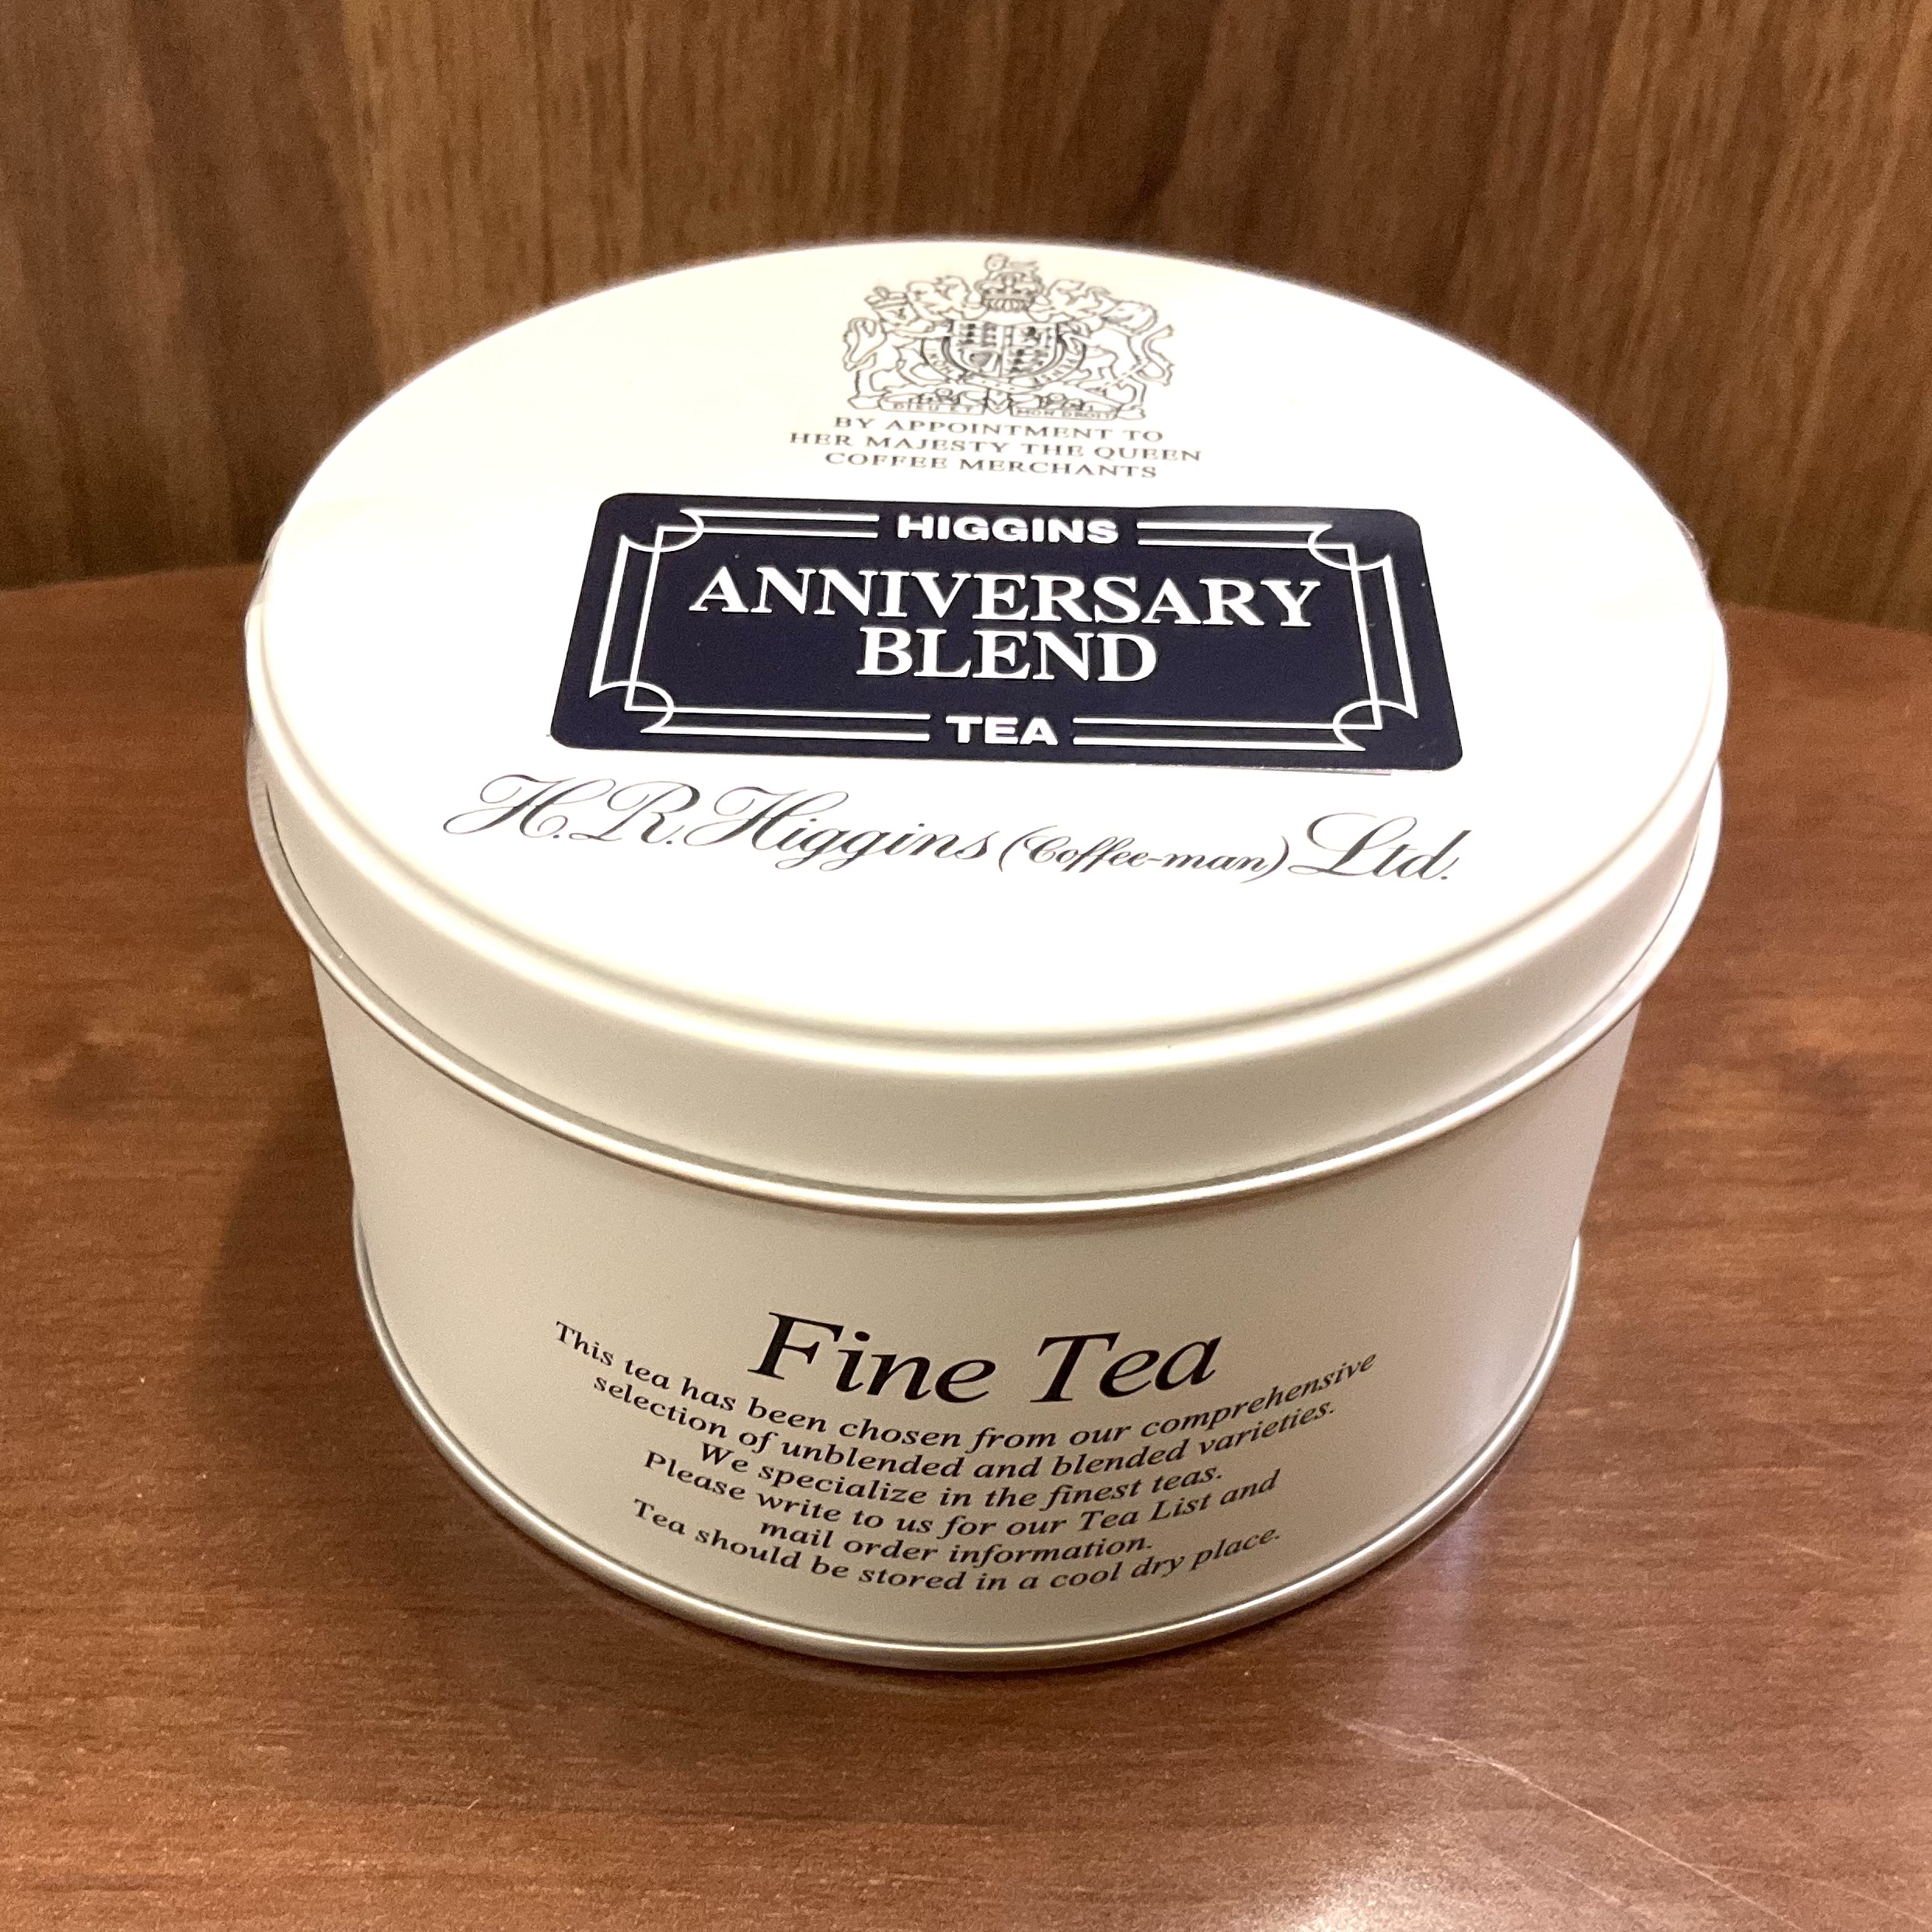 DIEU ET MON DROIT
BY APPOINTMENT TO
HER MAJESTY THE QUEEN
COFFEE MERCHANTS
HIGGINS
ANNIVERSARY
BLEND
TEA
H.R.Higgins (Coffee-man) Ltd.
Fine Tea
This tea has been chosen from our comprehensive
selection of unblended and blended varieties.
We specialize in the finest teas.
Please write to us for our Tea List and
mail order information.
Tea should be stored in a cool dry place.